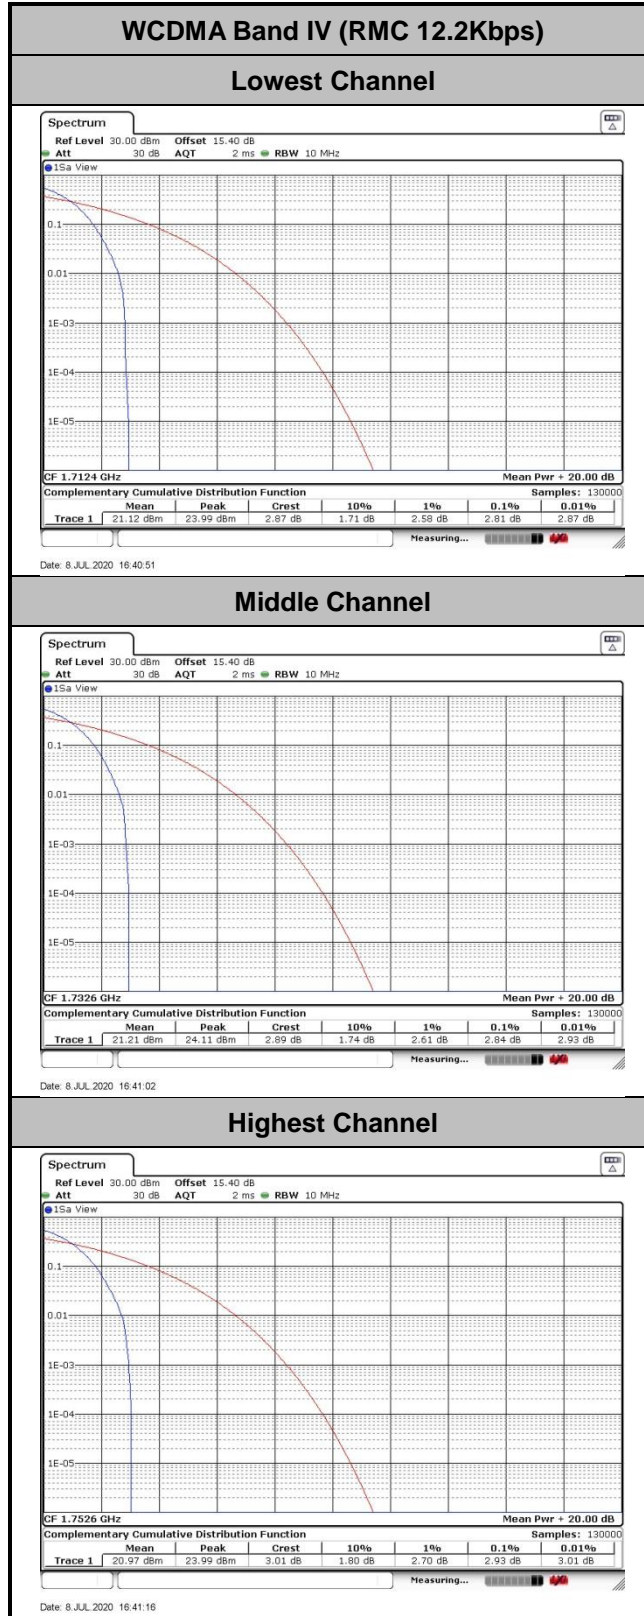 WCDMA Band IV (RMC 12.2Kbps)
Lowest Channel
Spectrum
Ref Level 30.00 dBm Offset 15.40 dB
Att 30 dB AQT 2 ms RBW 10 MHz
1Sa View
0.1
0.01
1E-03
1E-04
1E-05
CF 1.7124 GHz Mean Pwr + 20.00 dB
Complementary Cumulative Distribution Function Samples: 130000
Mean Peak Crest 10% 1% 0.1% 0.01%
Trace 1 21.12 dBm 23.99 dBm 2.87 dB 1.71 dB 2.58 dB 2.81 dB 2.87 dB
Measuring...
Date: 8.JUL.2020 16:40:51
Middle Channel
Spectrum
Ref Level 30.00 dBm Offset 15.40 dB
Att 30 dB AQT 2 ms RBW 10 MHz
1Sa View
0.1
0.01
1E-03
1E-04
1E-05
CF 1.7326 GHz Mean Pwr + 20.00 dB
Complementary Cumulative Distribution Function Samples: 130000
Mean Peak Crest 10% 1% 0.1% 0.01%
Trace 1 21.21 dBm 24.11 dBm 2.89 dB 1.74 dB 2.61 dB 2.84 dB 2.93 dB
Measuring...
Date: 8.JUL.2020 16:41:02
Highest Channel
Spectrum
Ref Level 30.00 dBm Offset 15.40 dB
Att 30 dB AQT 2 ms RBW 10 MHz
1Sa View
0.1
0.01
1E-03
1E-04
1E-05
CF 1.7526 GHz Mean Pwr + 20.00 dB
Complementary Cumulative Distribution Function Samples: 130000
Mean Peak Crest 10% 1% 0.1% 0.01%
Trace 1 20.97 dBm 23.99 dBm 3.01 dB 1.80 dB 2.70 dB 2.93 dB 3.01 dB
Measuring...
Date: 8.JUL.2020 16:41:16